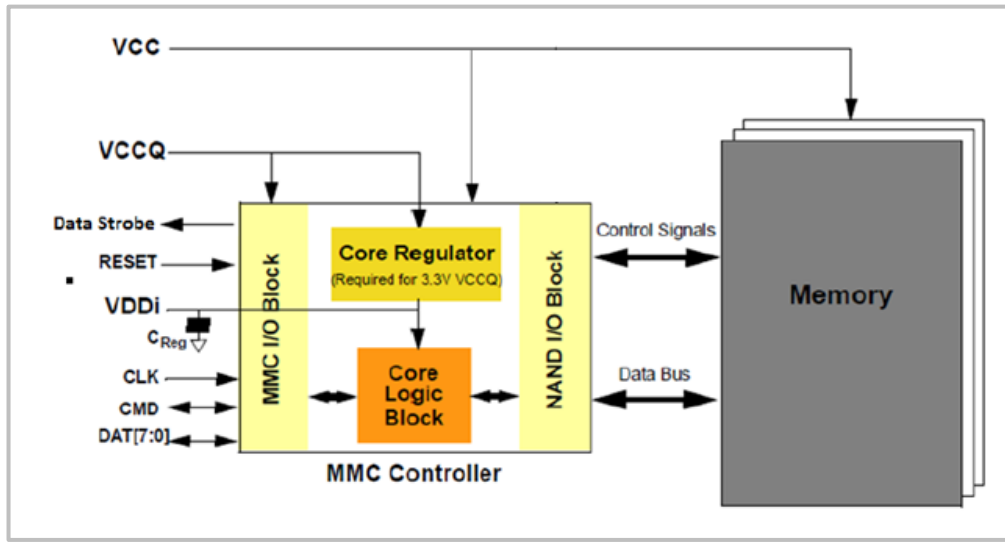 VCC
VCCQ
Data Strobe
RESET
VDDi
CReg
CLK
CMD
DAT[7:0]
MMC I/O Block
Core Regulator
(Required for 3.3V VCCQ)
Core
Logic
Block
NAND I/O Block
MMC Controller
Control Signals
Data Bus
Memory